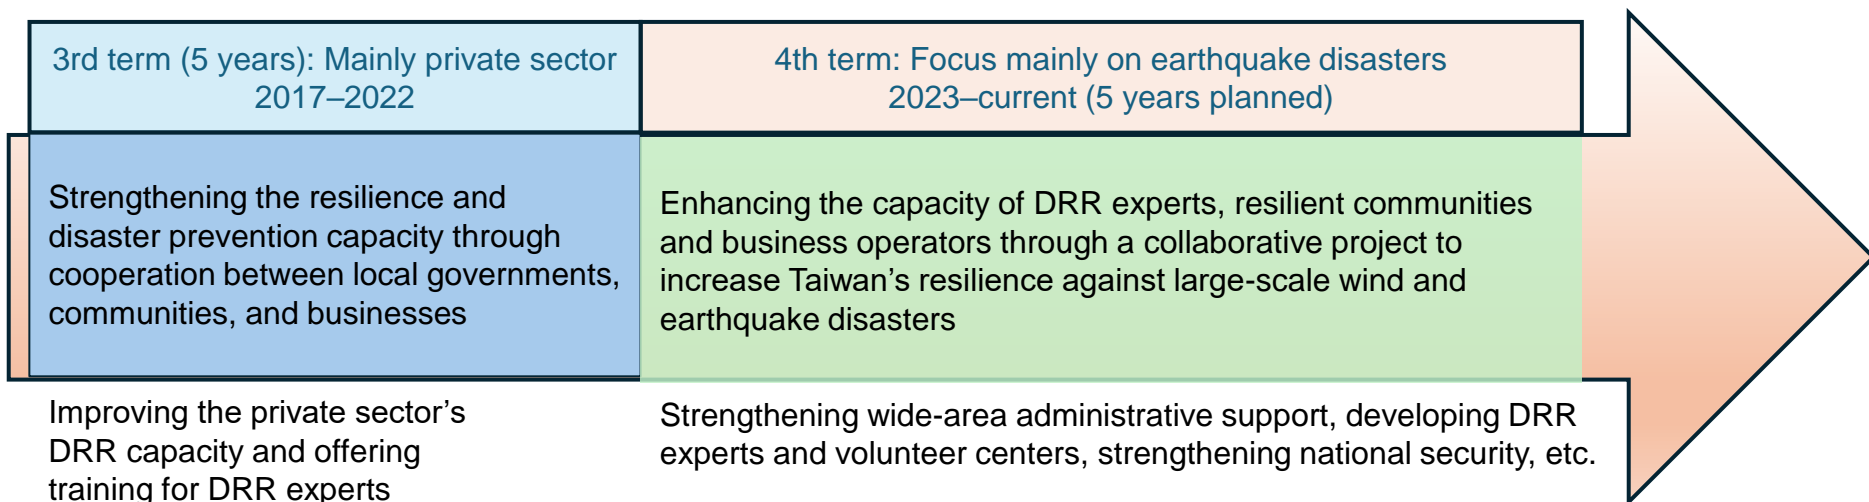 3rd term (5 years): Mainly private sector
2017–2022
4th term: Focus mainly on earthquake disasters
2023–current (5 years planned)
Strengthening the resilience and
disaster prevention capacity through
cooperation between local governments,
communities, and businesses
Enhancing the capacity of DRR experts, resilient communities
and business operators through a collaborative project to
increase Taiwan’s resilience against large-scale wind and
earthquake disasters
Improving the private sector’s
DRR capacity and offering
training for DRR experts
Strengthening wide-area administrative support, developing DRR
experts and volunteer centers, strengthening national security, etc.